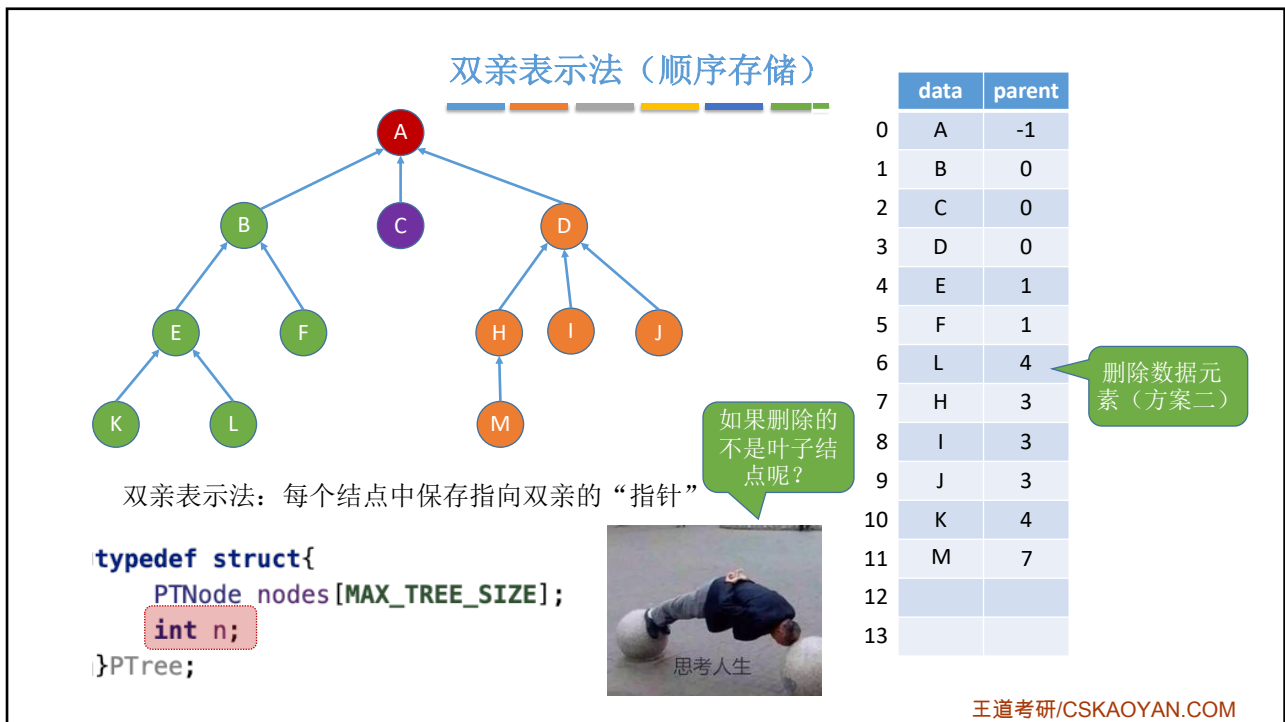 双亲表示法（顺序存储）
A
B
C
D
E
F
H
I
J
K
L
M
data parent
0 A -1
1 B 0
2 C 0
3 D 0
4 E 1
5 F 1
6 L 4
7 H 3
8 I 3
9 J 3
10 K 4
11 M 7
12
13
删除数据元
素（方案二）
如果删除的
不是叶子结
点呢？
双亲表示法：每个结点中保存指向双亲的“指针”
typedef struct{
PTNode nodes[MAX_TREE_SIZE];
int n;
}PTree;
思考人生
王道考研/CSKAOYAN.COM